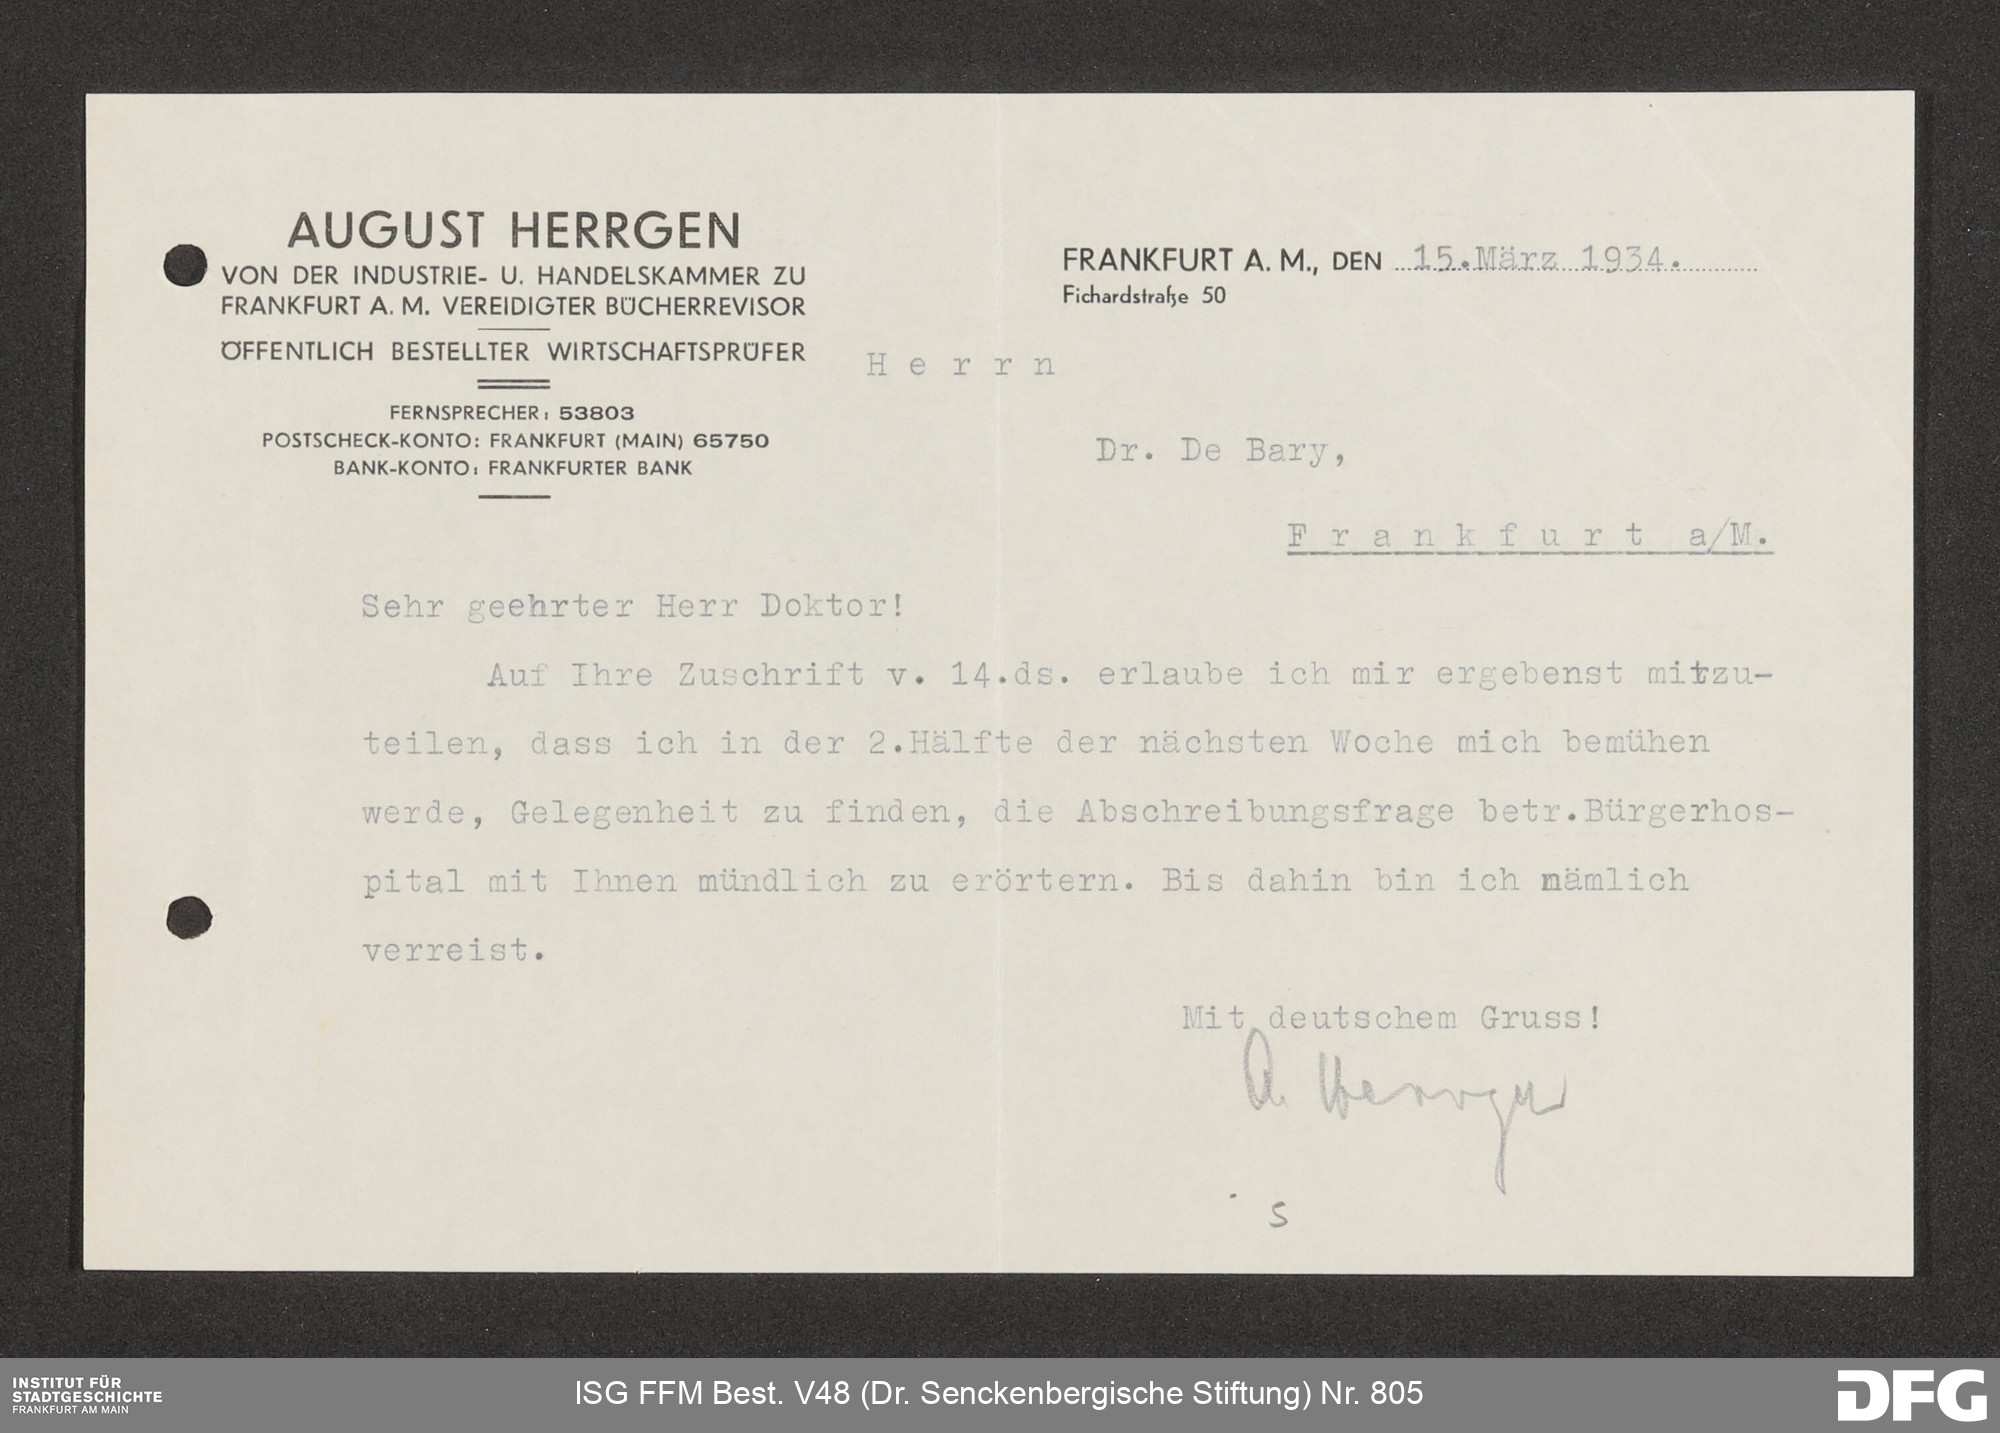 AUGUST HERRGEN
VON DER INDUSTRIE- U. HANDELSKAMMER ZU
FRANKFURT A. M. VEREIDIGTER BÜCHERREVISOR
ÖFFENTLICH BESTELLTER WIRTSCHAFTSPRÜFER
FERNSPRECHER: 53803
POSTSCHECK-KONTO: FRANKFURT (MAIN) 65750
BANK-KONTO: FRANKFURTER BANK
FRANKFURT A. M., DEN 15.März 1934.
Fichardstraße 50
Herrn
Dr. De Bary,
Frankfurt a/M.
Sehr geehrter Herr Doktor!
Auf Ihre Zuschrift v. 14.ds. erlaube ich mir ergebenst mitzu-
teilen, dass ich in der 2.Hälfte der nächsten Woche mich bemühen
werde, Gelegenheit zu finden, die Abschreibungsfrage betr.Bürgerhos-
pital mit Ihnen mündlich zu erörtern. Bis dahin bin ich nämlich
verreist.
Mit deutschem Gruss!
A. Herrgen
s
INSTITUT FÜR
STADTGESCHICHTE
FRANKFURT AM MAIN
ISG FFM Best. V48 (Dr. Senckenbergische Stiftung) Nr. 805
DFG